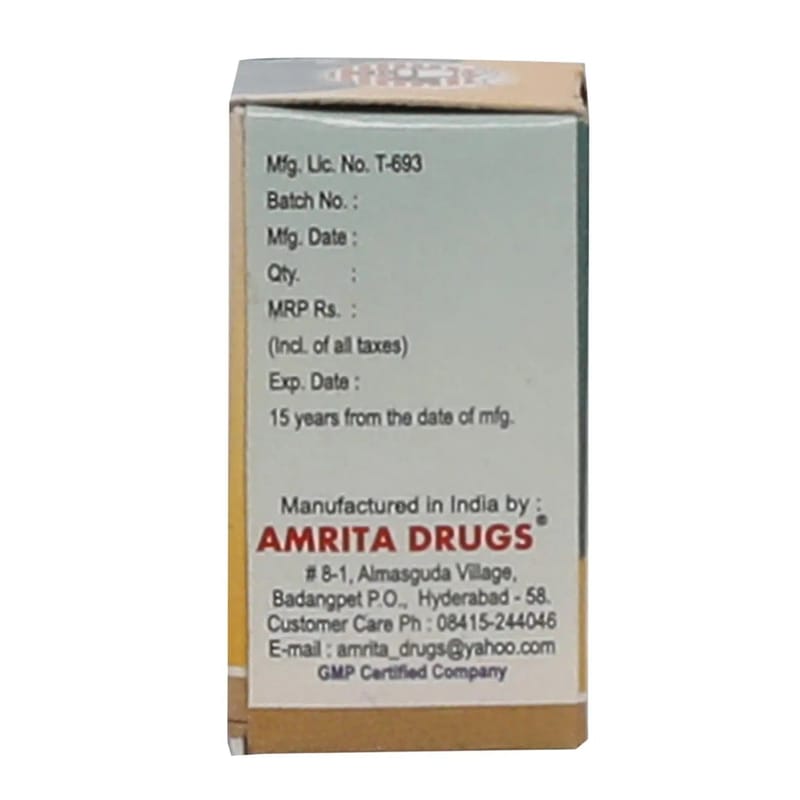 Mfg. Lic. No. T-693
Batch No. :
Mfg. Date :
Qty. :
MRP Rs. :
(Incl. of all taxes)
Exp. Date :
15 years from the date of mfg.
Manufactured in India by :
AMRITA DRUGS®
# 8-1, Almasguda Village,
Badangpet P.O., Hyderabad - 58.
Customer Care Ph : 08415-244046
E-mail : amrita_drugs@yahoo.com
GMP Certified Company